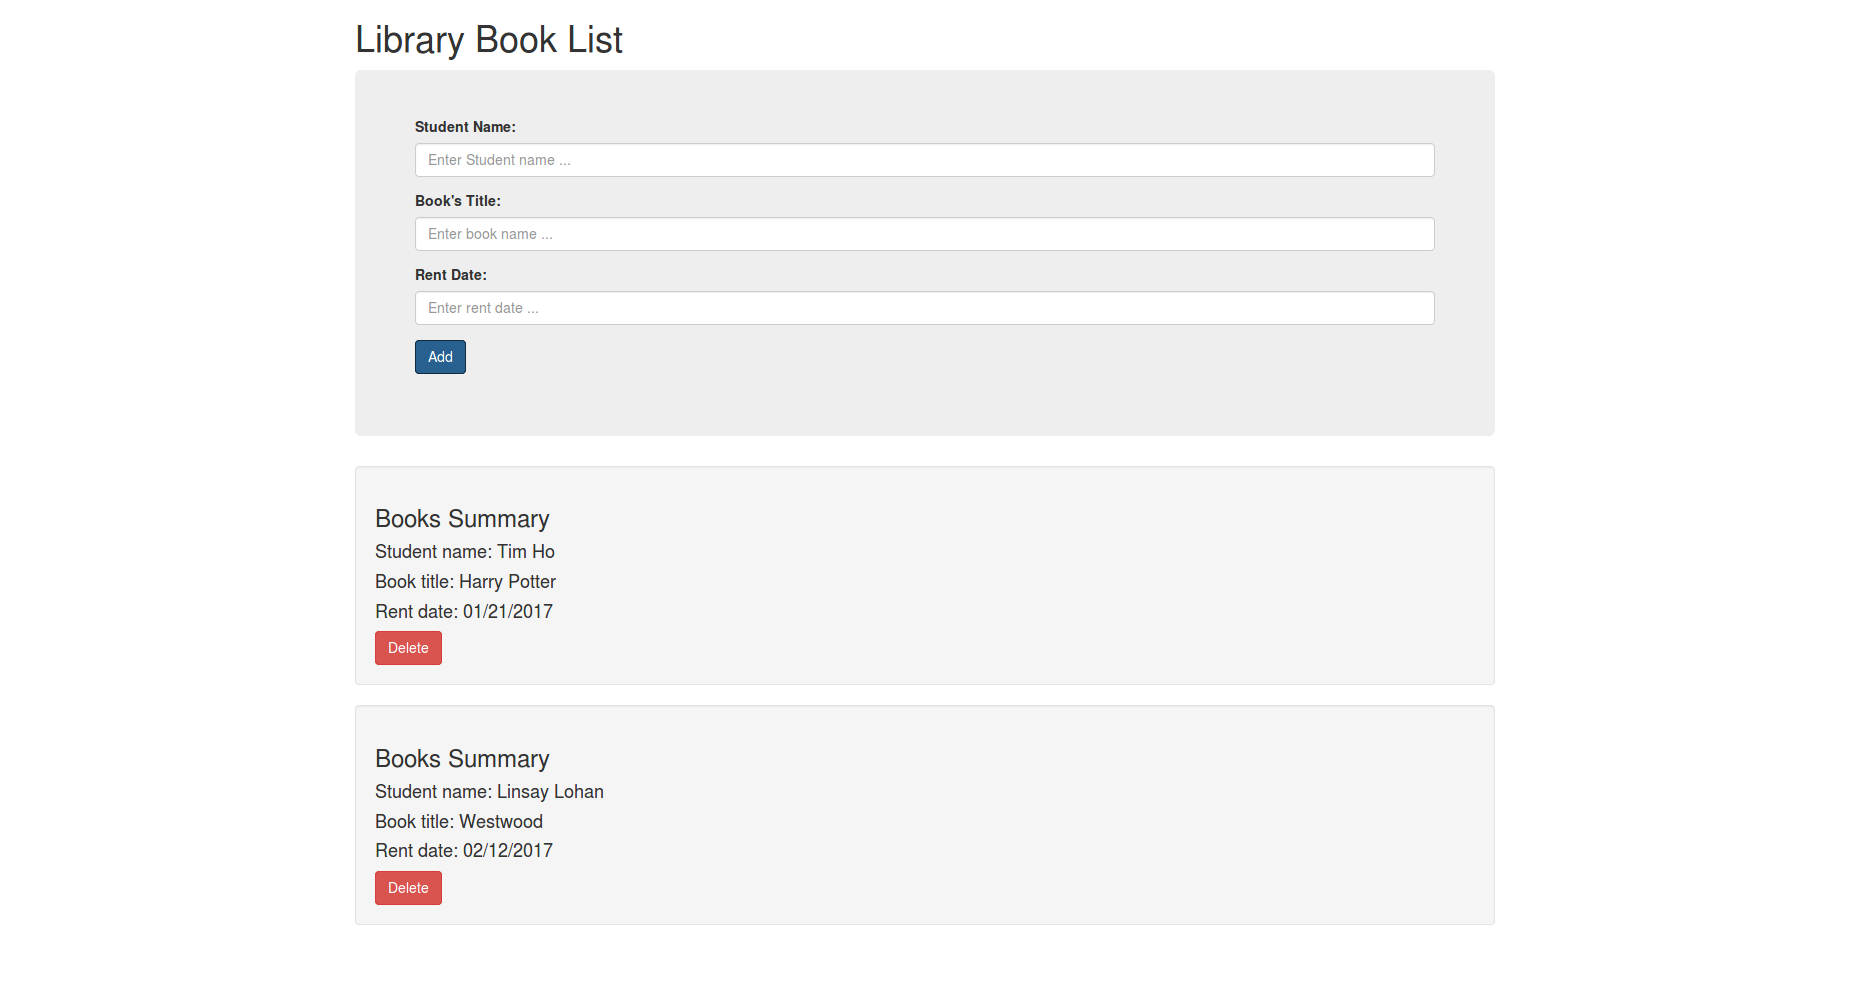 Library Book List
Student Name:
Enter Student name ...
Book's Title:
Enter book name ...
Rent Date:
Enter rent date ...
Add
Books Summary
Student name: Tim Ho
Book title: Harry Potter
Rent date: 01/21/2017
Delete
Books Summary
Student name: Linsay Lohan
Book title: Westwood
Rent date: 02/12/2017
Delete